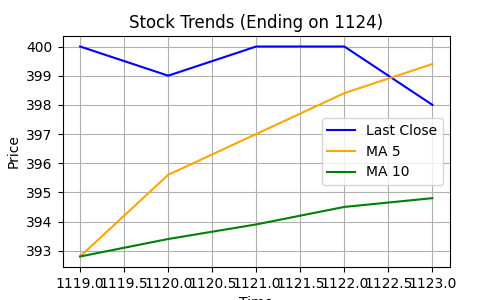 Stock Trends (Ending on 1124)
400
399
398
397
396
395
394
393
Price
Last Close
MA 5
MA 10
1119.0 1119.5 1120.0 1120.5 1121.0 1121.5 1122.0 1122.5 1123.0
Time